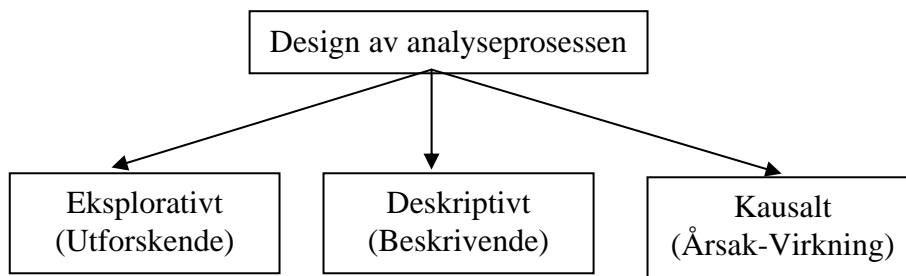 Design av analyseprosessen
Eksplorativt
(Utforskende)
Deskriptivt
(Beskrivende)
Kausalt
(Årsak-Virkning)